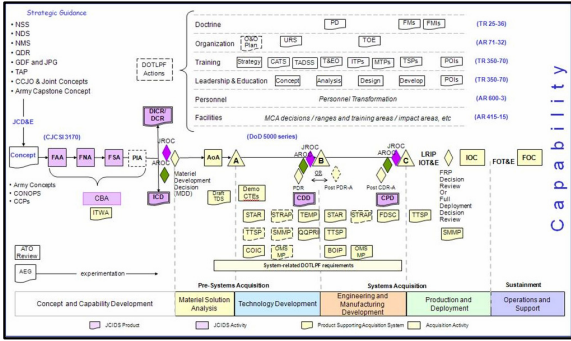 Strategic Guidance
• NSS
• NDS
• NMS
• QDR
• GDF and JPG
• TAP
• CCJO & Joint Concepts
• Army Capstone Concept
JCD&E
(CJCSI 3170)
DOTLPF
Actions
Doctrine
PD
FMs
FMIs
(TR 25-36)
Organization
O&O
Plan
URS
TOE
(AR 71-32)
Training
Strategy
CATS
TADSS
T&EO
ITPs
MTPs
TSPs
POIs
(TR 350-70)
Leadership & Education
Concept
Analysis
Design
Develop
POIs
(TR 350-70)
Personnel
Personnel Transformation
(AR 600-3)
Facilities
MCA decisions / ranges and training areas / impact areas, etc
(AR 415-15)
Capability
DICR/
DCR
JROC
AROC
(DoD 5000 series)
Concept
FAA
FNA
FSA
PIA
ICD
CBA
ITWA
• Army Concepts
• CONOPS
• CCPs
Materiel
Development
Decision
(MDD)
AoA
A
Draft
TDS
Demo
CTEs
JROC
AROC
B
PDR
OR
Post PDR-A
CDD
JROC
AROC
C
Post CDR-A
CPD
LRIP
IOT&E
FRP
Decision
Review
Or
Full
Deployment
Decision
Review
IOC
FOT&E
FOC
STAR
STRAP
TEMP
STAR
STRAP
FDSC
TTSP
TTSP
SMMP
QQPRI
TTSP
SMMP
COIC
OMS
MP
BOIP
OMS
MP
System-related DOTLPF requirements
ATO
Review
AEG
experimentation
Pre-Systems Acquisition
Systems Acquisition
Sustainment
Concept and Capability Development
Materiel Solution
Analysis
Technology Development
Engineering and
Manufacturing
Development
Production and
Deployment
Operations and
Support
JCIDS Product
JCIDS Activity
Product Supporting Acquisition System
Acquisition Activity